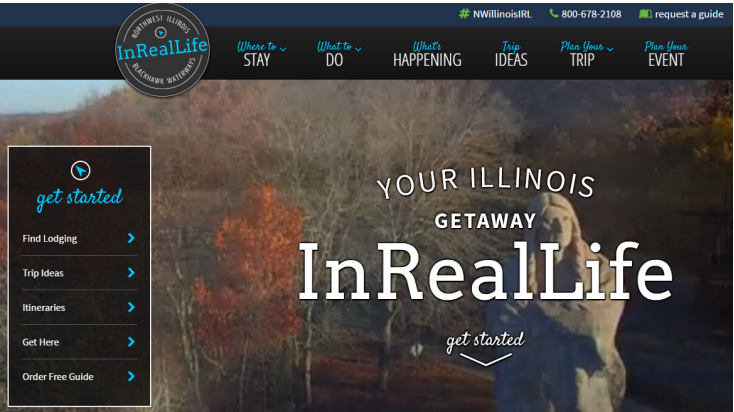 # NWillinoisIRL
800-678-2108
request a guide
NORTHWEST ILLINOIS
InRealLife
BLACKHAWK WATERWAYS
Where to
STAY
What to
DO
What's
HAPPENING
Trip
IDEAS
Plan Your
TRIP
Plan Your
EVENT
get started
Find Lodging
Trip Ideas
Itineraries
Get Here
Order Free Guide
YOUR ILLINOIS
GETAWAY
InRealLife
get started